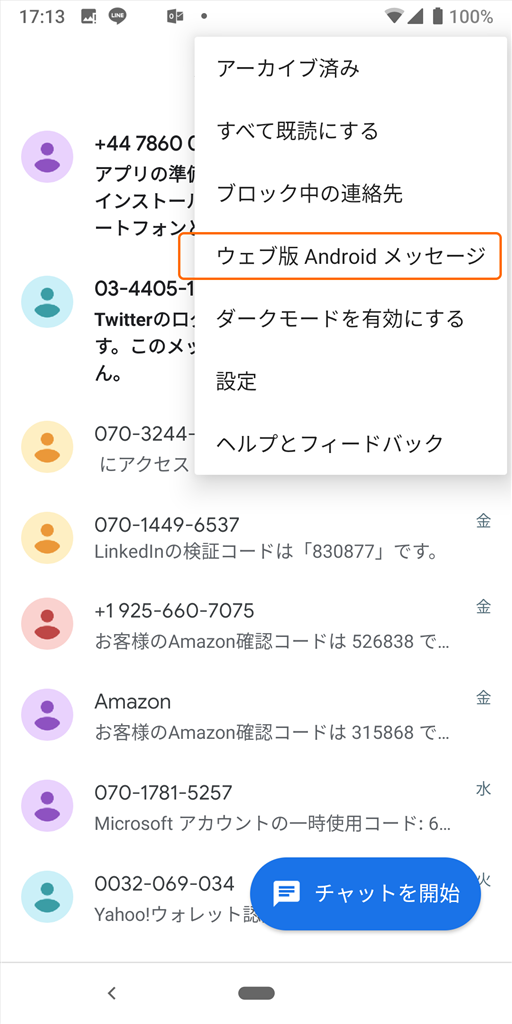 17:13 LINE 100%
アーカイブ済み
すべて既読にする
ブロック中の連絡先
ウェブ版 Android メッセージ
ダークモードを有効にする
設定
ヘルプとフィードバック
+44 7860
アプリの準
インストール
ートフォンと
03-4405-1
Twitterのロ
す。このメッ
ん。
070-3244-
にアクセス
070-1449-6537 金
LinkedInの検証コードは「830877」です。
+1 925-660-7075 金
お客様のAmazon確認コードは 526838 で…
Amazon 金
お客様のAmazon確認コードは 315868 で…
070-1781-5257 水
Microsoft アカウントの一時使用コード: 6…
0032-069-034 火
Yahoo!ウォレット認
チャットを開始